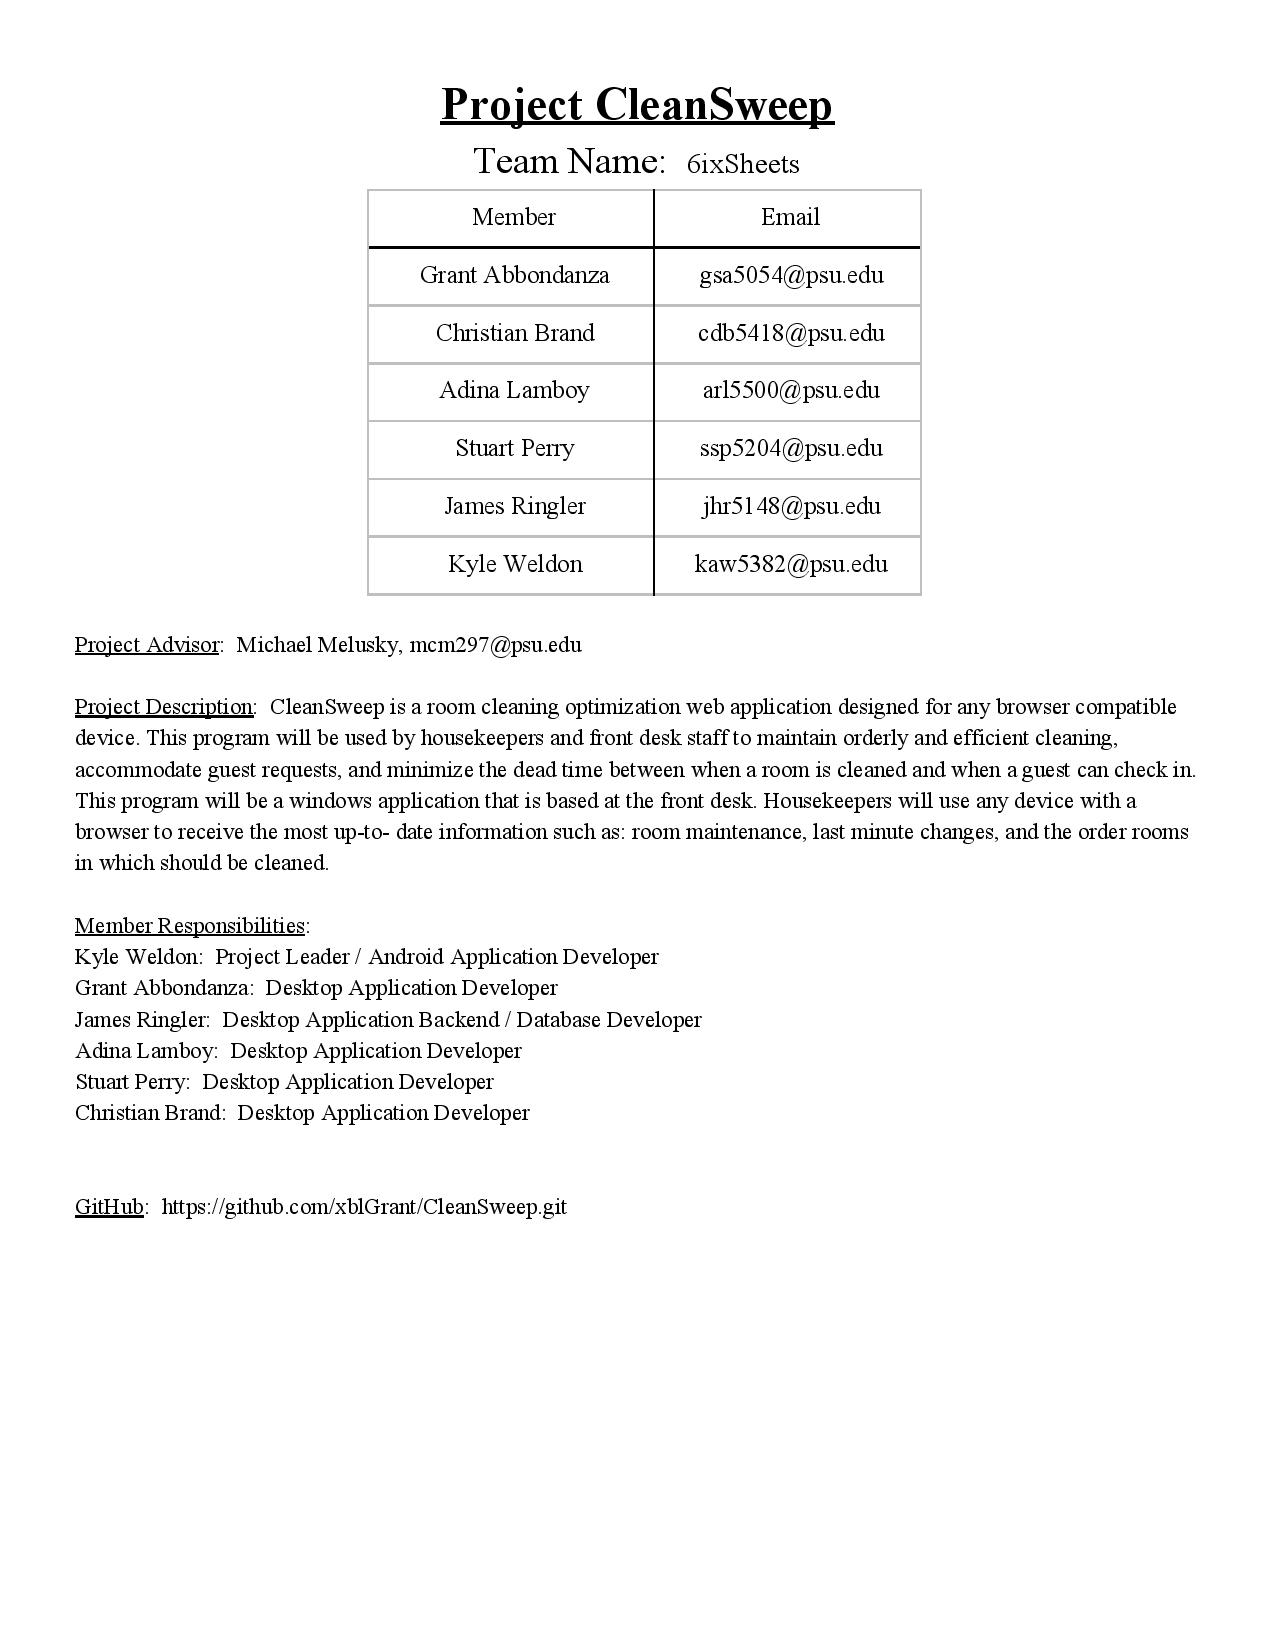 Project CleanSweep
Team Name: 6ixSheets
Member Email
Grant Abbondanza gsa5054@psu.edu
Christian Brand cdb5418@psu.edu
Adina Lamboy arl5500@psu.edu
Stuart Perry ssp5204@psu.edu
James Ringler jhr5148@psu.edu
Kyle Weldon kaw5382@psu.edu
Project Advisor: Michael Melusky, mcm297@psu.edu
Project Description: CleanSweep is a room cleaning optimization web application designed for any browser compatible
device. This program will be used by housekeepers and front desk staff to maintain orderly and efficient cleaning,
accommodate guest requests, and minimize the dead time between when a room is cleaned and when a guest can check in.
This program will be a windows application that is based at the front desk. Housekeepers will use any device with a
browser to receive the most up-to- date information such as: room maintenance, last minute changes, and the order rooms
in which should be cleaned.
Member Responsibilities:
Kyle Weldon: Project Leader / Android Application Developer
Grant Abbondanza: Desktop Application Developer
James Ringler: Desktop Application Backend / Database Developer
Adina Lamboy: Desktop Application Developer
Stuart Perry: Desktop Application Developer
Christian Brand: Desktop Application Developer
GitHub: https://github.com/xblGrant/CleanSweep.git